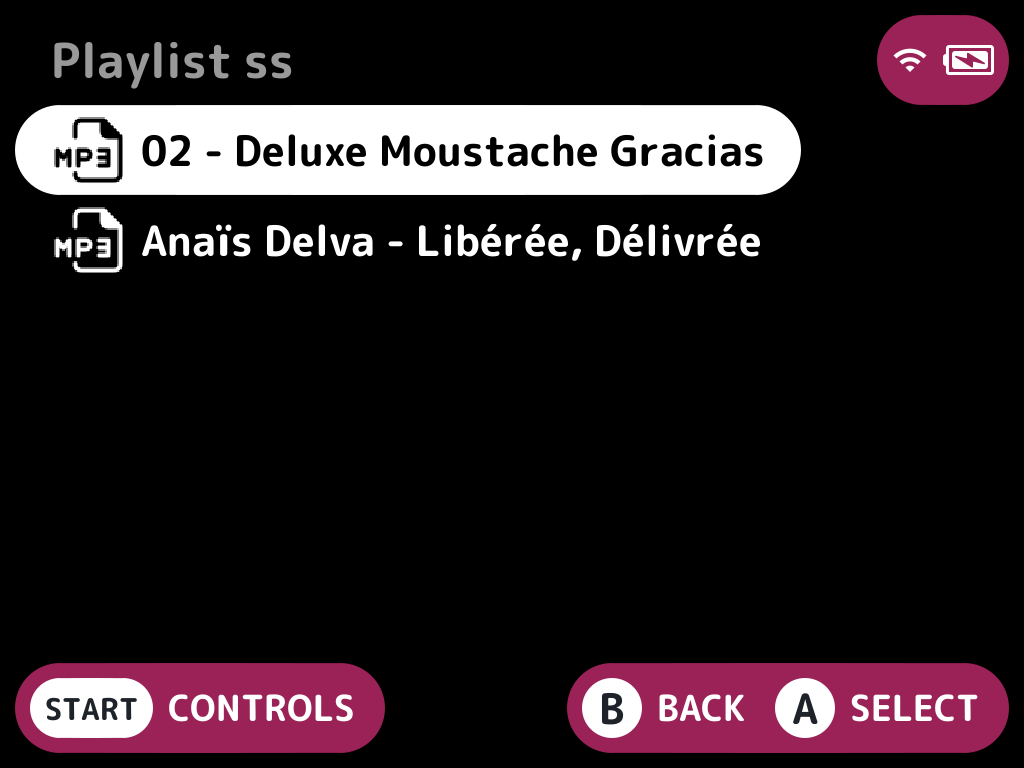 Playlist ss
MP3 02 - Deluxe Moustache Gracias
MP3 Anaïs Delva - Libérée, Délivrée
START CONTROLS B BACK A SELECT